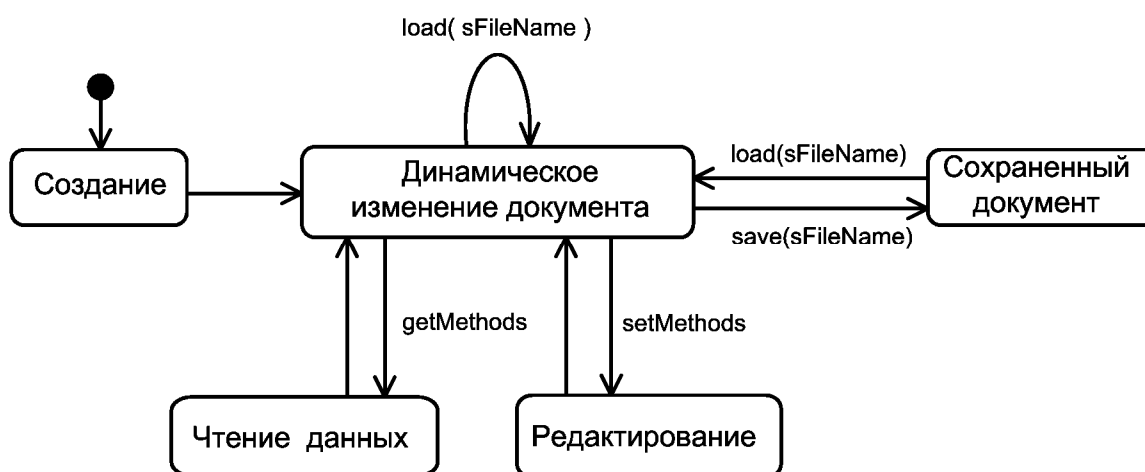 load( sFileName )
Создание
Динамическое
изменение документа
load(sFileName)
save(sFileName)
Сохраненный
документ
getMethods
setMethods
Чтение данных
Редактирование